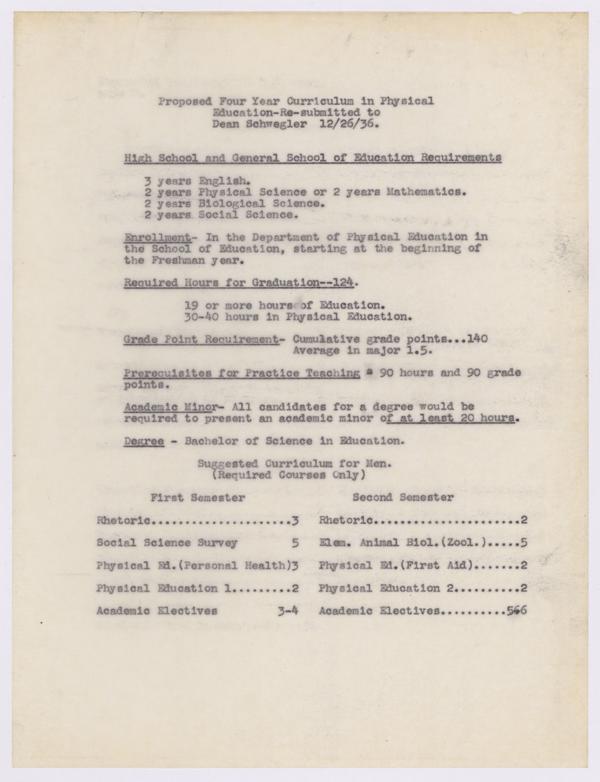 Proposed Four Year Curriculum in Physical
Education-Re-submitted to
Dean Schwegler 12/26/36.
High School and General School of Education Requirements
3 years English.
2 years Physical Science or 2 years Mathematics.
2 years Biological Science.
2 years Social Science.
Enrollment- In the Department of Physical Education in
the School of Education, starting at the beginning of
the Freshman year.
Required Hours for Graduation--124.
19 or more hours of Education.
30-40 hours in Physical Education.
Grade Point Requirement- Cumulative grade points...140
Average in major 1.5.
Prerequisites for Practice Teaching - 90 hours and 90 grade
points.
Academic Minor- All candidates for a degree would be
required to present an academic minor of at least 20 hours.
Degree - Bachelor of Science in Education.
Suggested Curriculum for Men.
(Required Courses Only)
First Semester Second Semester
Rhetoric.....................3 Rhetoric......................2
Social Science Survey 5 Elem. Animal Biol.(Zool.).....5
Physical Ed.(Personal Health)3 Physical Ed.(First Aid).......2
Physical Education 1.........2 Physical Education 2..........2
Academic Electives 3-4 Academic Electives..........5-6